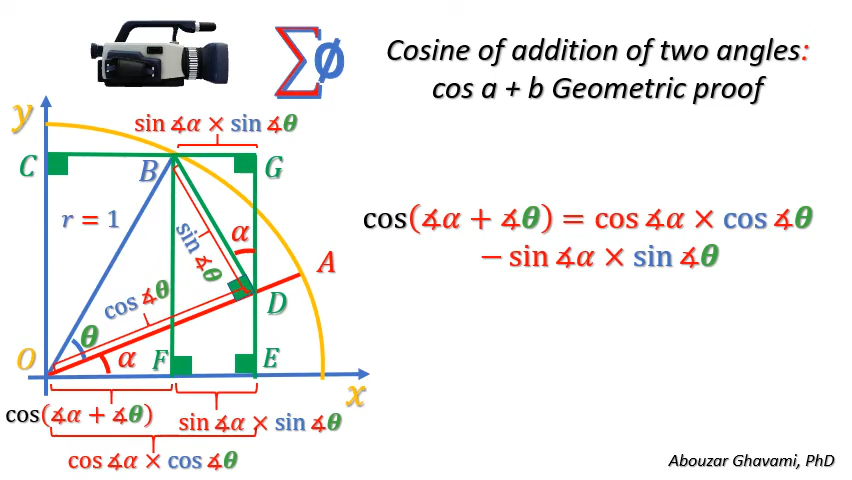 ∑∅
Cosine of addition of two angles:
cos a + b Geometric proof
y
sin ∡α × sin ∡θ
C
B
G
r = 1
sin ∡θ
α
A
cos ∡θ
D
θ
O
α
F
E
x
cos(∡α + ∡θ)
sin ∡α × sin ∡θ
cos ∡α × cos ∡θ
cos(∡α + ∡θ) = cos ∡α × cos ∡θ
− sin ∡α × sin ∡θ
Abouzar Ghavami, PhD